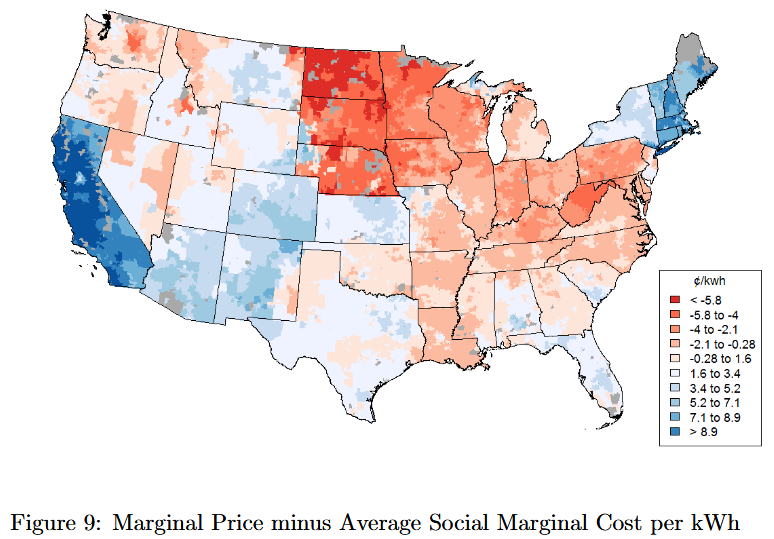 ¢/kwh
< -5.8
-5.8 to -4
-4 to -2.1
-2.1 to -0.28
-0.28 to 1.6
1.6 to 3.4
3.4 to 5.2
5.2 to 7.1
7.1 to 8.9
> 8.9
Figure 9: Marginal Price minus Average Social Marginal Cost per kWh